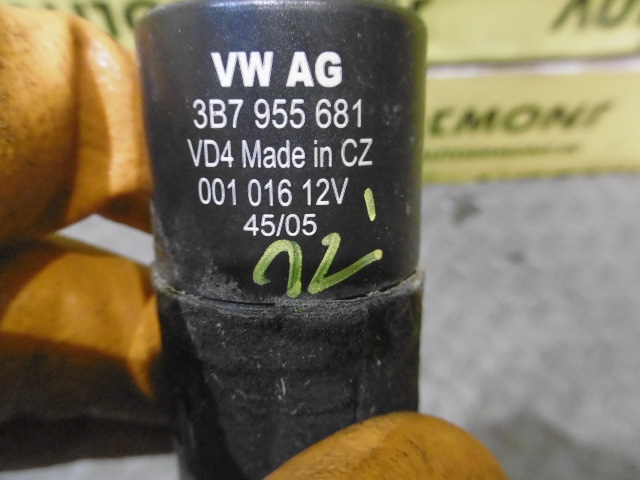 VW AG
3B7 955 681
VD4 Made in CZ
001 016 12V
45/05